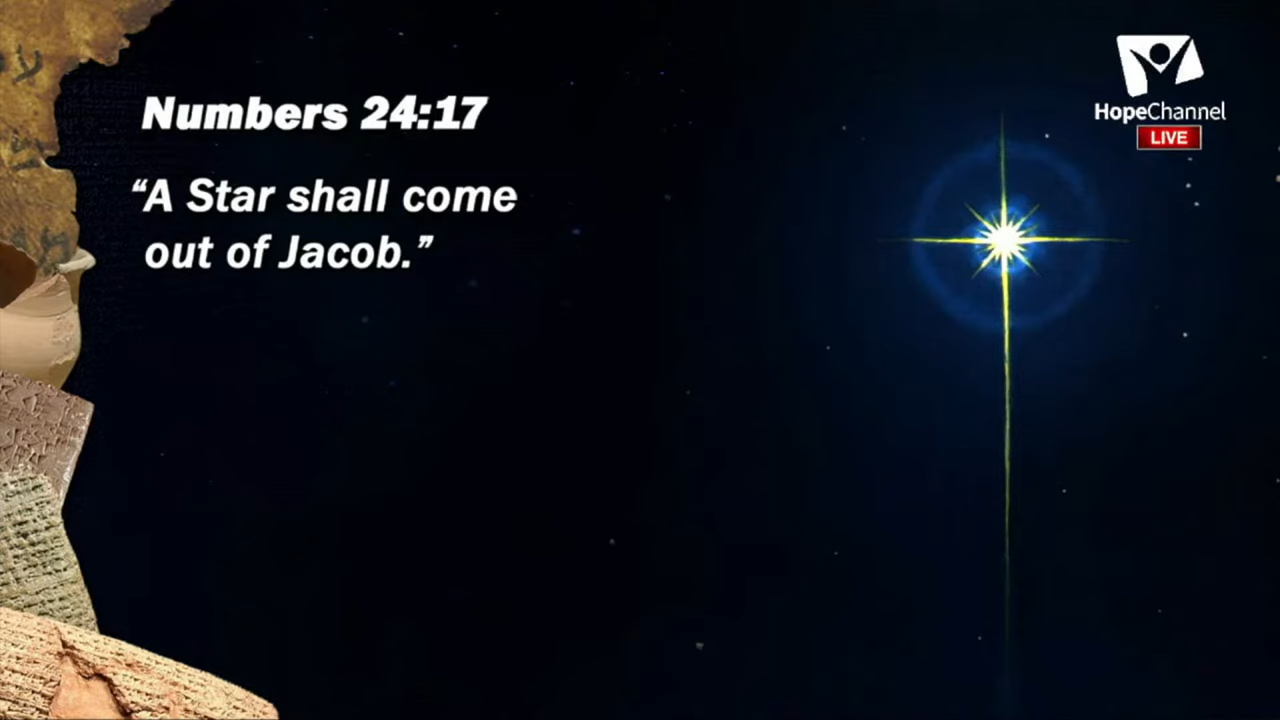 Numbers 24:17
“A Star shall come
out of Jacob.”
HopeChannel
LIVE